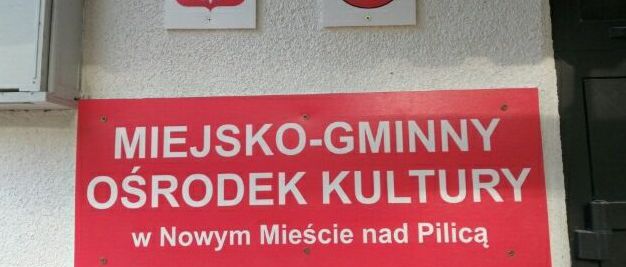 MIEJSKO-GMINNY
OŚRODEK KULTURY
w Nowym Mieście nad Pilicą